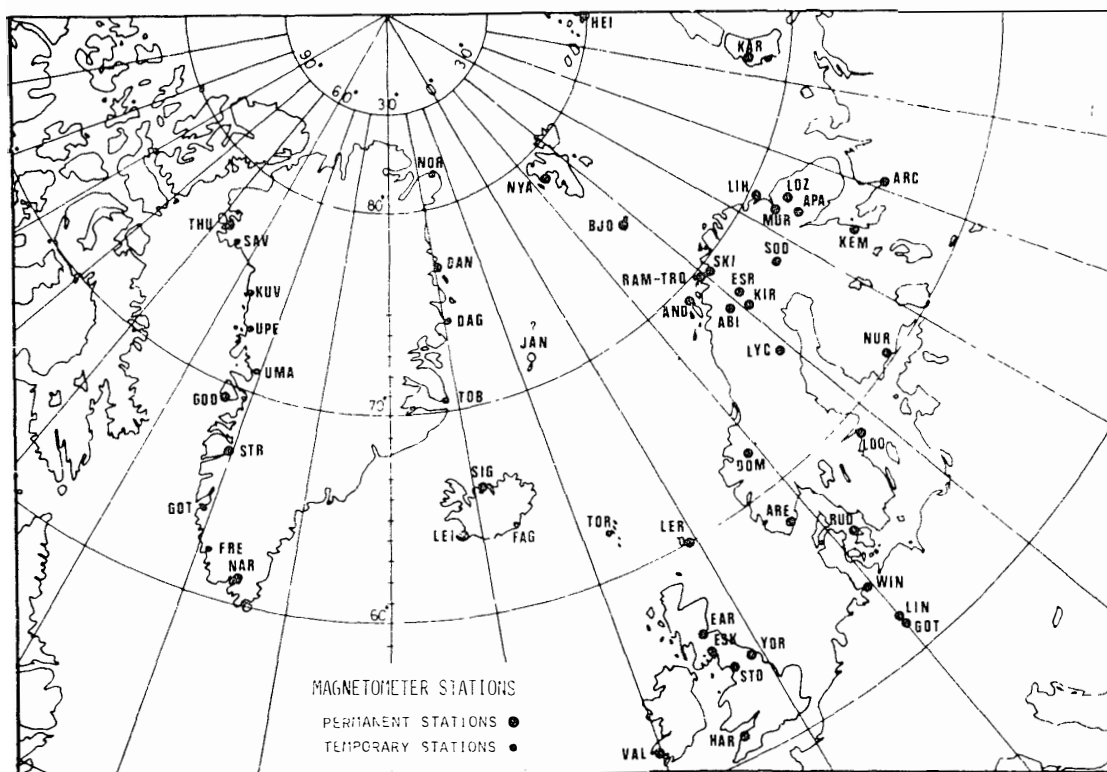 HEI
KAR
90°
60°
30°
0°
30°
NOR
NYA
80°
LIH
LOZ
APA
ARC
MUR
KEM
THU
SAV
BJO
SOD
DAN
SKI
RAM-TRO
ESR
KIR
AND
ABI
KUV
UPE
DAG
?
JAN
LYC
NUR
UMA
GOD
70°
TOB
STR
DOM
LOO
SIG
GOT
LEI
FAG
TOR
LER
ARE
RUD
FRE
NAR
WIN
60°
LIN
GOT
EAR
ESK
YOR
STO
MAGNETOMETER STATIONS
PERMANENT STATIONS
TEMPORARY STATIONS
HAR
VAL